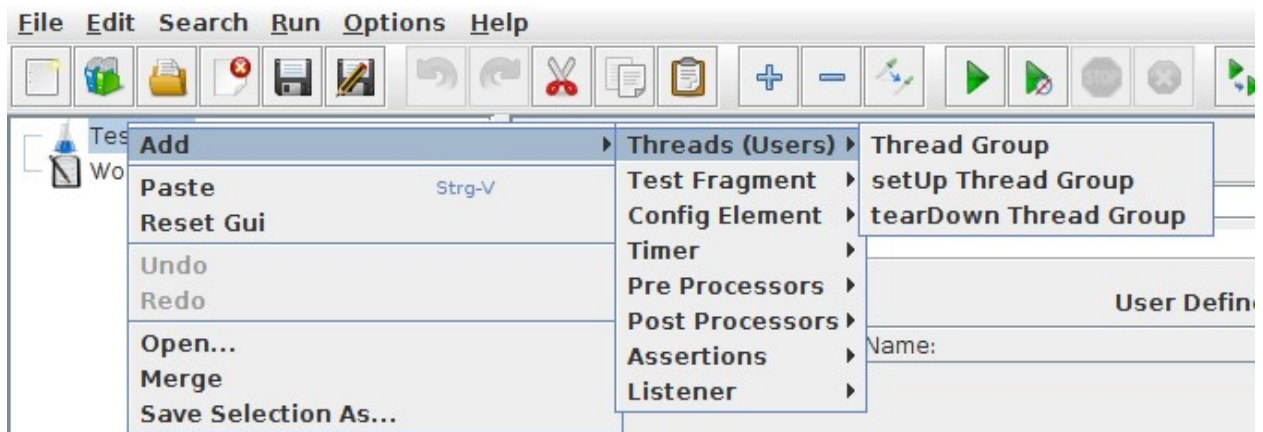 File Edit Search Run Options Help
STOP
Tes
Wo
Add
Paste Strg-V
Reset Gui
Undo
Redo
Open...
Merge
Save Selection As...
Threads (Users)
Test Fragment
Config Element
Timer
Pre Processors
Post Processors
Assertions
Listener
Thread Group
setUp Thread Group
tearDown Thread Group
User Define
Name: